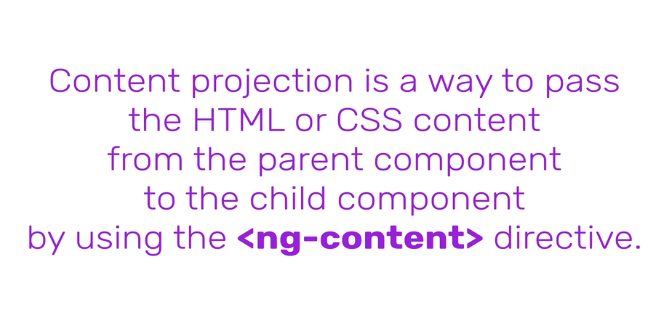 Content projection is a way to pass
the HTML or CSS content
from the parent component
to the child component
by using the <ng-content> directive.